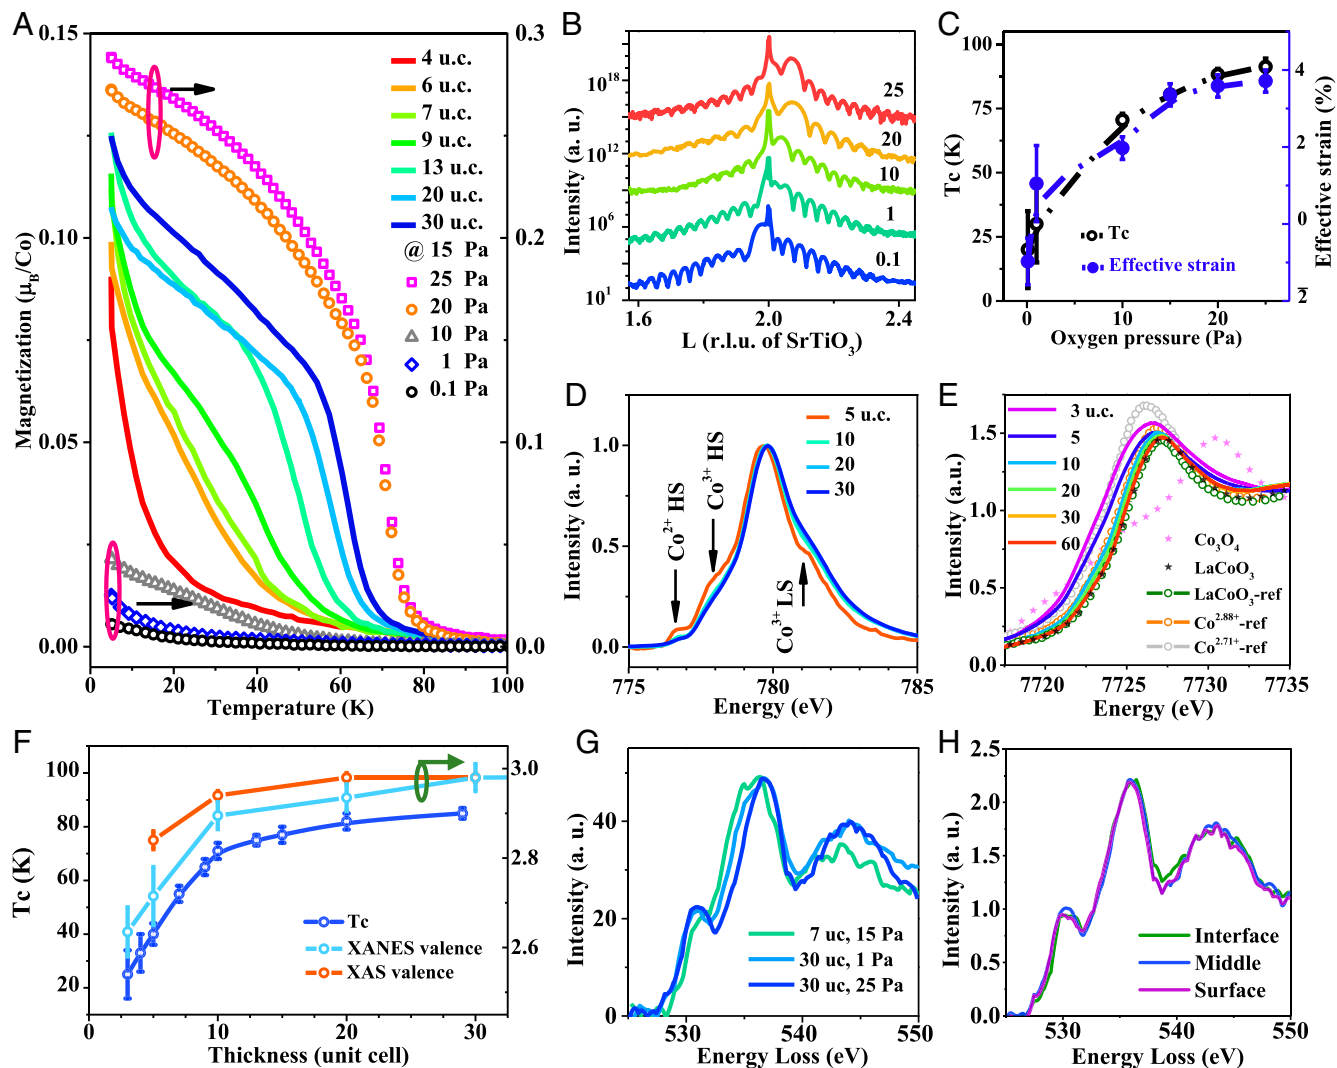 A
0.15
0.10
0.05
0.00
0.3
0.2
0.1
0.0
Magnetization (μB/Co)
4 u.c.
6 u.c.
7 u.c.
9 u.c.
13 u.c.
20 u.c.
30 u.c.
@ 15 Pa
25 Pa
20 Pa
10 Pa
1 Pa
0.1 Pa
0 20 40 60 80 100
Temperature (K)
B
10^18
10^12
10^6
10^1
Intensity (a. u.)
25
20
10
1
0.1
1.6 2.0 2.4
L (r.l.u. of SrTiO3)
C
100
75
50
25
0
Tc (K)
4
2
0
2
Effective strain (%)
Tc
Effective strain
0 10 20
Oxygen pressure (Pa)
D
1.0
0.5
0.0
Intensity (a. u.)
5 u.c.
10
20
30
Co2+ HS
Co3+ HS
Co3+ LS
775 780 785
Energy (eV)
E
1.5
1.0
0.5
0.0
Intensity (a.u.)
3 u.c.
5
10
20
30
60
Co3O4
LaCoO3
LaCoO3-ref
Co2.88+-ref
Co2.71+-ref
7720 7725 7730 7735
Energy (eV)
F
100
80
60
40
20
Tc (K)
3.0
2.8
2.6
Tc
XANES valence
XAS valence
0 10 20 30
Thickness (unit cell)
G
40
20
0
Intensity (a. u.)
7 uc, 15 Pa
30 uc, 1 Pa
30 uc, 25 Pa
530 540 550
Energy Loss (eV)
H
2.5
2.0
1.5
1.0
0.5
0.0
Intensity (a. u.)
Interface
Middle
Surface
530 540 550
Energy Loss (eV)